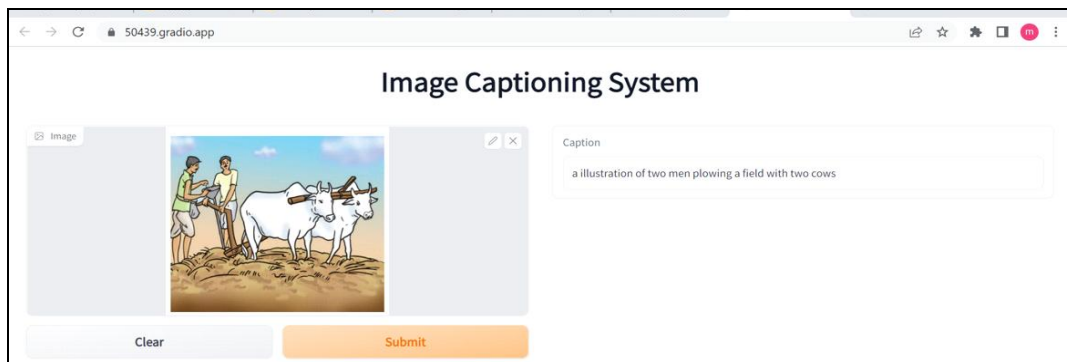 50439.gradio.app
m
Image Captioning System
Image
Caption
a illustration of two men plowing a field with two cows
Clear
Submit